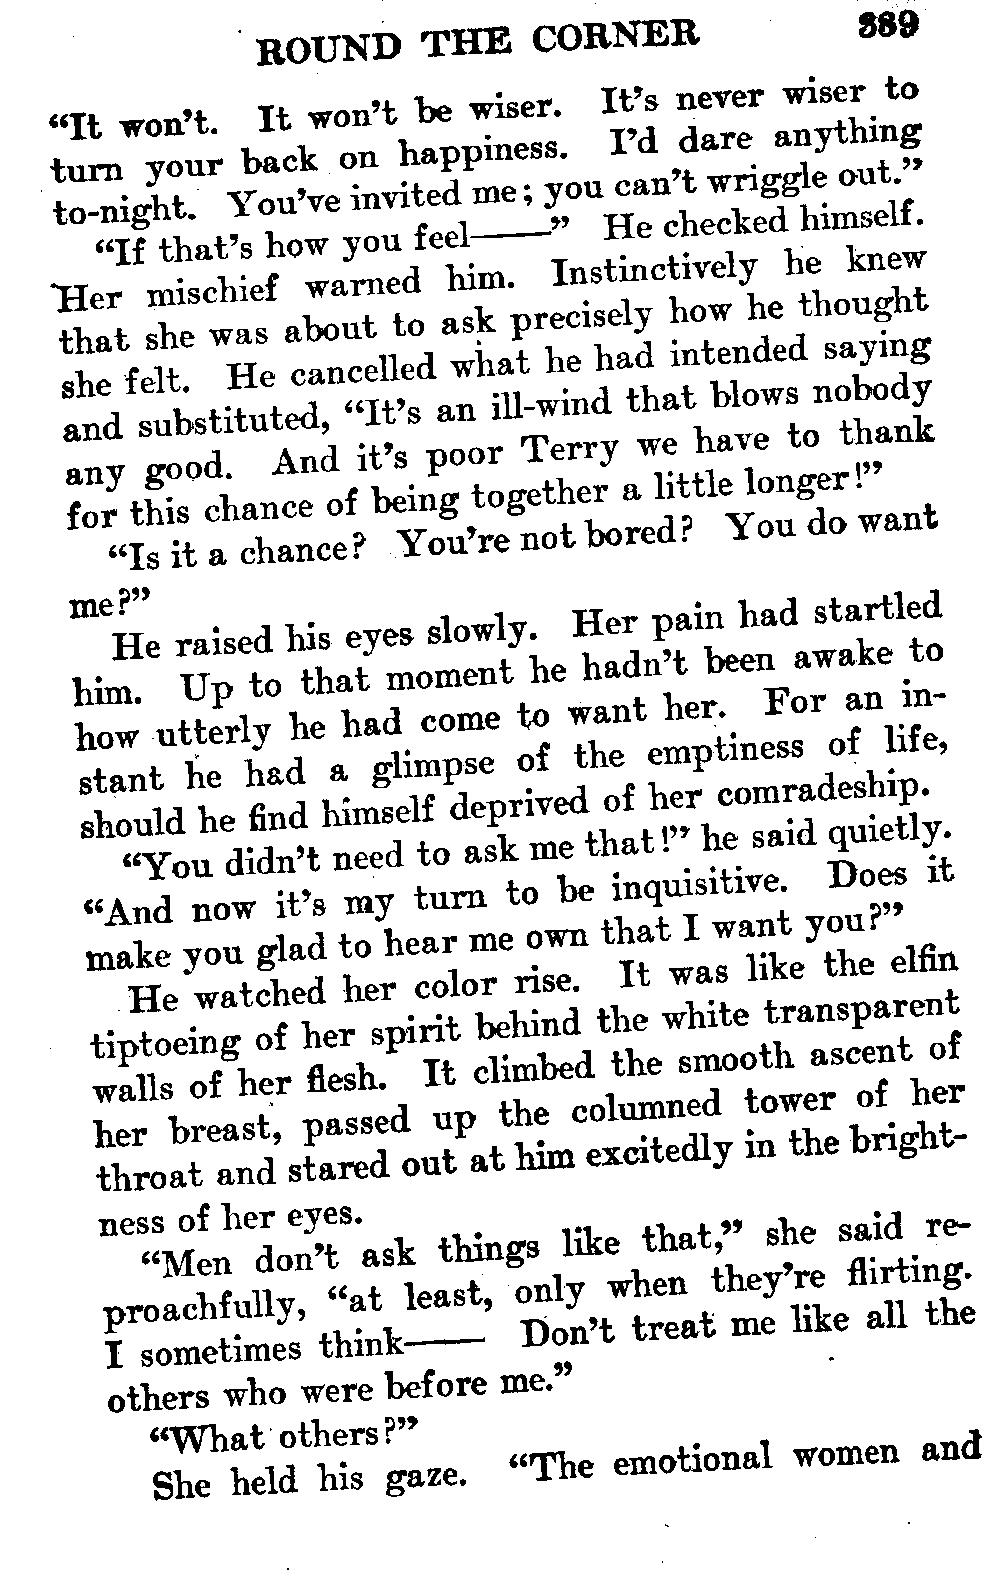 ROUND THE CORNER 389
“It won’t. It won’t be wiser. It’s never wiser to
turn your back on happiness. I’d dare anything
to-night. You’ve invited me; you can’t wriggle out.”
“If that’s how you feel——” He checked himself.
Her mischief warned him. Instinctively he knew
that she was about to ask precisely how he thought
she felt. He cancelled what he had intended saying
and substituted, “It’s an ill-wind that blows nobody
any good. And it’s poor Terry we have to thank
for this chance of being together a little longer!”
“Is it a chance? You’re not bored? You do want
me?”
He raised his eyes slowly. Her pain had startled
him. Up to that moment he hadn’t been awake to
how utterly he had come to want her. For an in-
stant he had a glimpse of the emptiness of life,
should he find himself deprived of her comradeship.
“You didn’t need to ask me that!” he said quietly.
“And now it’s my turn to be inquisitive. Does it
make you glad to hear me own that I want you?”
He watched her color rise. It was like the elfin
tiptoeing of her spirit behind the white transparent
walls of her flesh. It climbed the smooth ascent of
her breast, passed up the columned tower of her
throat and stared out at him excitedly in the bright-
ness of her eyes.
“Men don’t ask things like that,” she said re-
proachfully, “at least, only when they’re flirting.
I sometimes think—— Don’t treat me like all the
others who were before me.”
“What others?”
She held his gaze. “The emotional women and